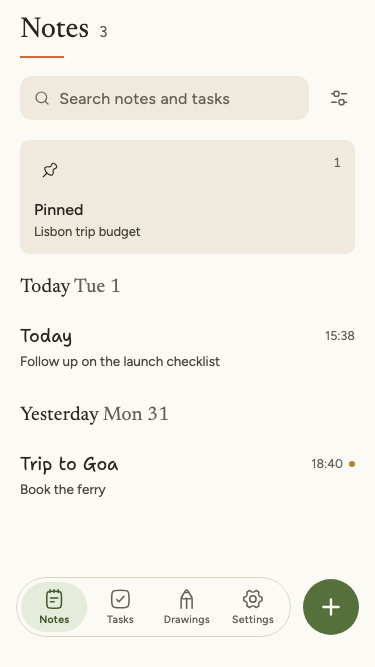 Notes 3
Search notes and tasks
1
Pinned
Lisbon trip budget
Today Tue 1
Today 15:38
Follow up on the launch checklist
Yesterday Mon 31
Trip to Goa 18:40
Book the ferry
Notes Tasks Drawings Settings